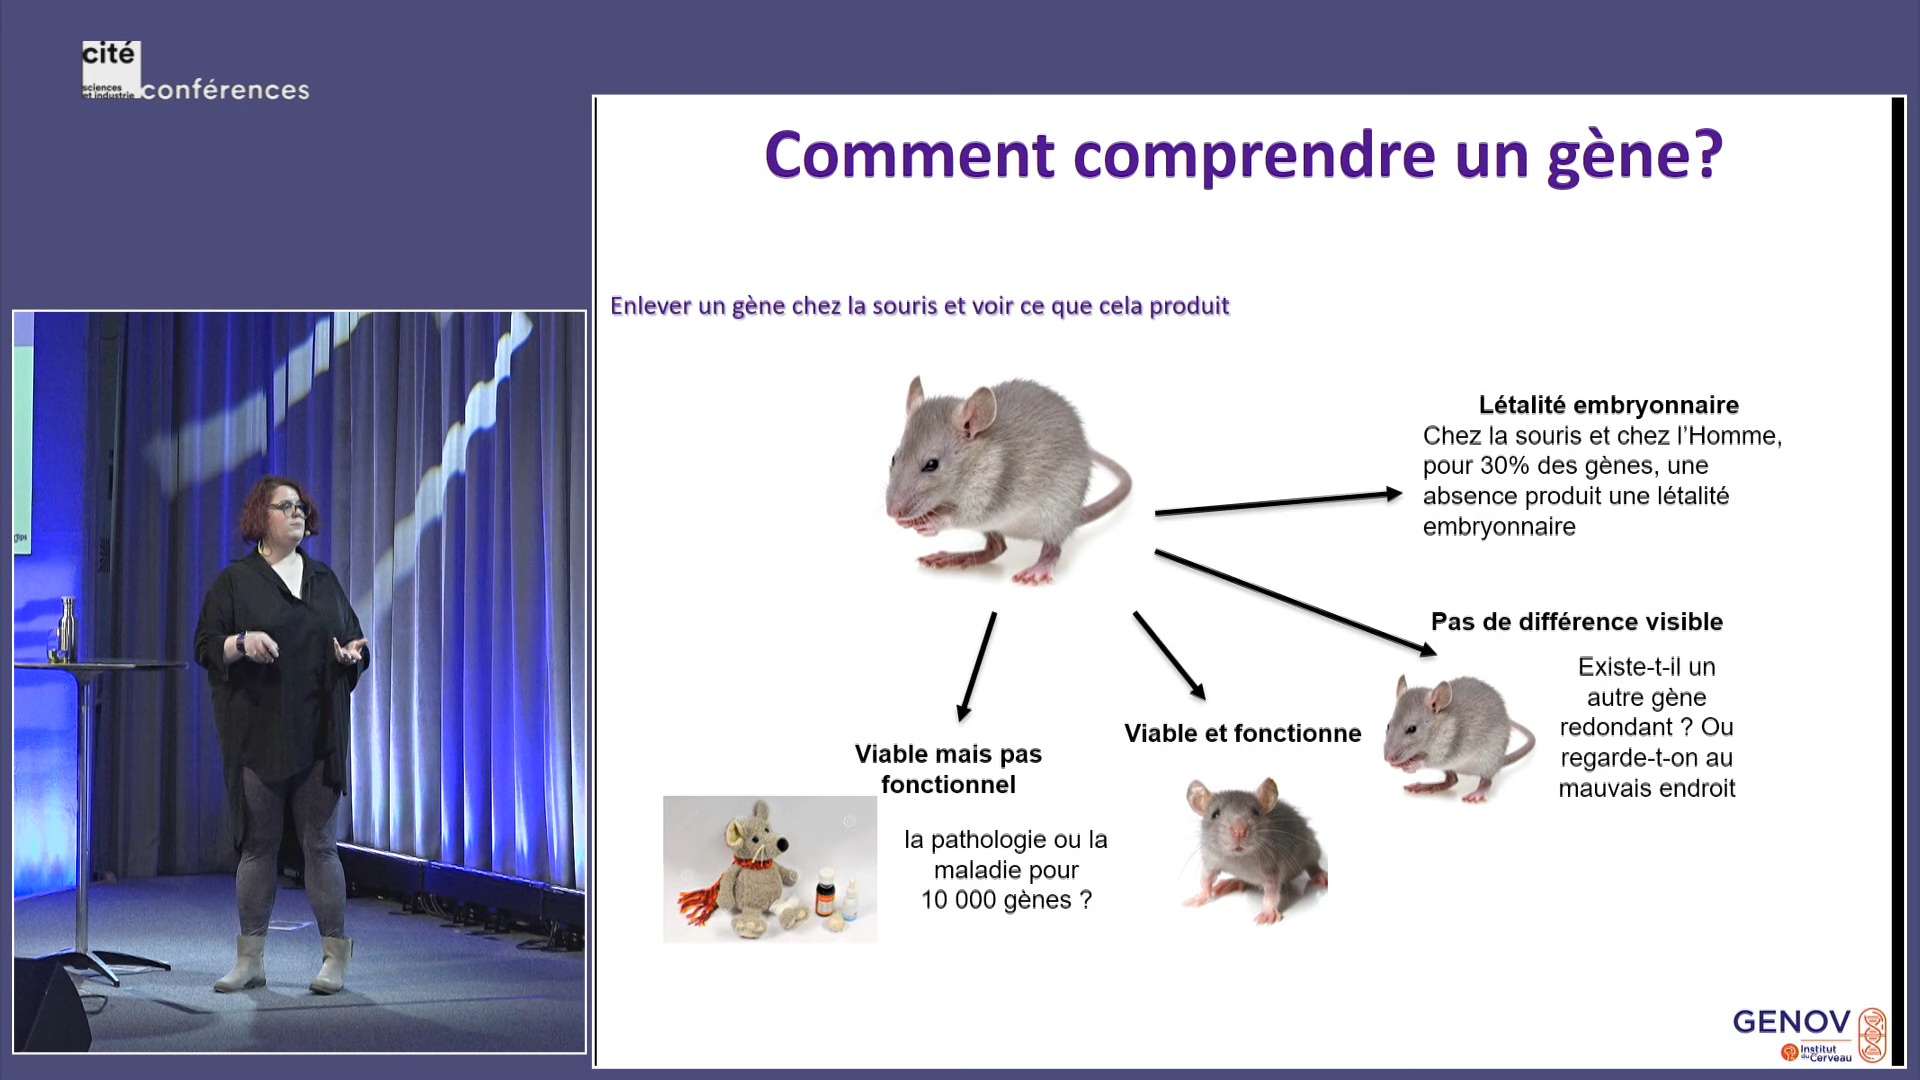 cité
sciences
et industrie
conférences
Comment comprendre un gène?
Enlever un gène chez la souris et voir ce que cela produit
Létalité embryonnaire
Chez la souris et chez l'Homme,
pour 30% des gènes, une
absence produit une létalité
embryonnaire
Pas de différence visible
Existe-t-il un
autre gène
redondant ? Ou
regarde-t-on au
mauvais endroit
Viable et fonctionne
Viable mais pas
fonctionnel
la pathologie ou la
maladie pour
10 000 gènes ?
GENOV
Institut
du Cerveau